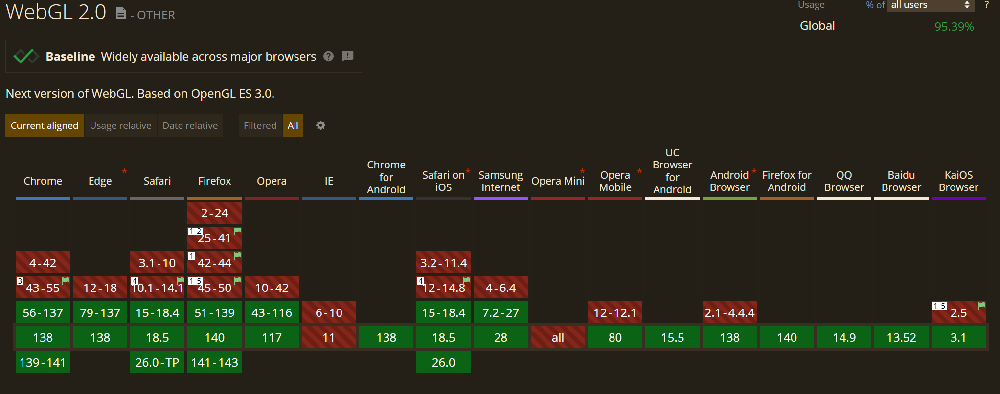 WebGL 2.0 - OTHER
Usage % of all users ?
Global 95.39%
Baseline Widely available across major browsers ? !
Next version of WebGL. Based on OpenGL ES 3.0.
Current aligned Usage relative Date relative Filtered All
Chrome
Edge *
Safari
Firefox
Opera
IE
Chrome
for
Android
Safari on *
iOS
Samsung
Internet
Opera Mini *
Opera *
Mobile
UC
Browser
for
Android
Android *
Browser
Firefox for
Android
QQ
Browser
Baidu
Browser
KaiOS
Browser
2-24
1 2 25-41
4-42 3.1-10 1 42-44 3.2-11.4
3 43-55 12-18 4 10.1-14.1 1 5 45-50 10-42 4 12-14.8 4-6.4
56-137 79-137 15-18.4 51-139 43-116 6-10 15-18.4 7.2-27 12-12.1 2.1-4.4.4 1 5 2.5
138 138 18.5 140 117 11 138 18.5 28 all 80 15.5 138 140 14.9 13.52 3.1
139-141 26.0-TP 141-143 26.0